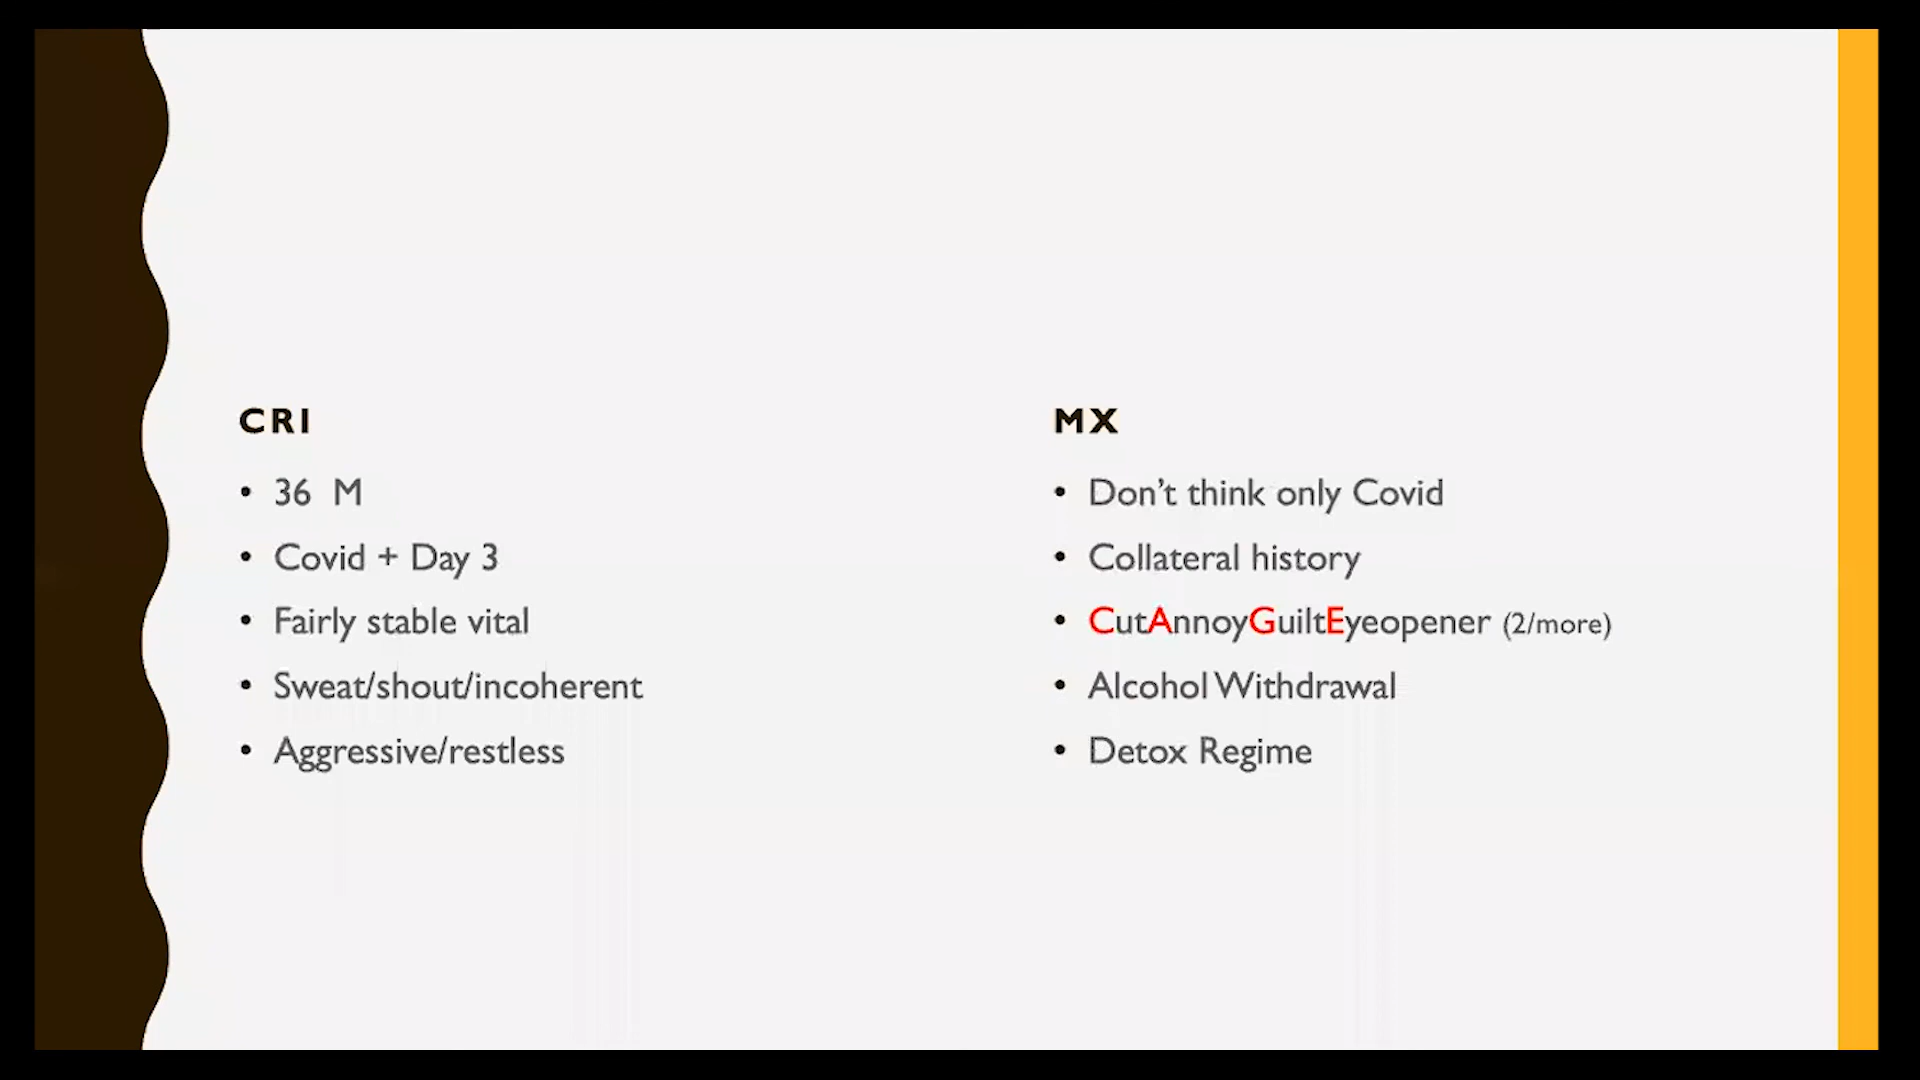 CRI
• 36 M
• Covid + Day 3
• Fairly stable vital
• Sweat/shout/incoherent
• Aggressive/restless
MX
• Don't think only Covid
• Collateral history
• CutAnnoyGuiltEyeopener (2/more)
• Alcohol Withdrawal
• Detox Regime